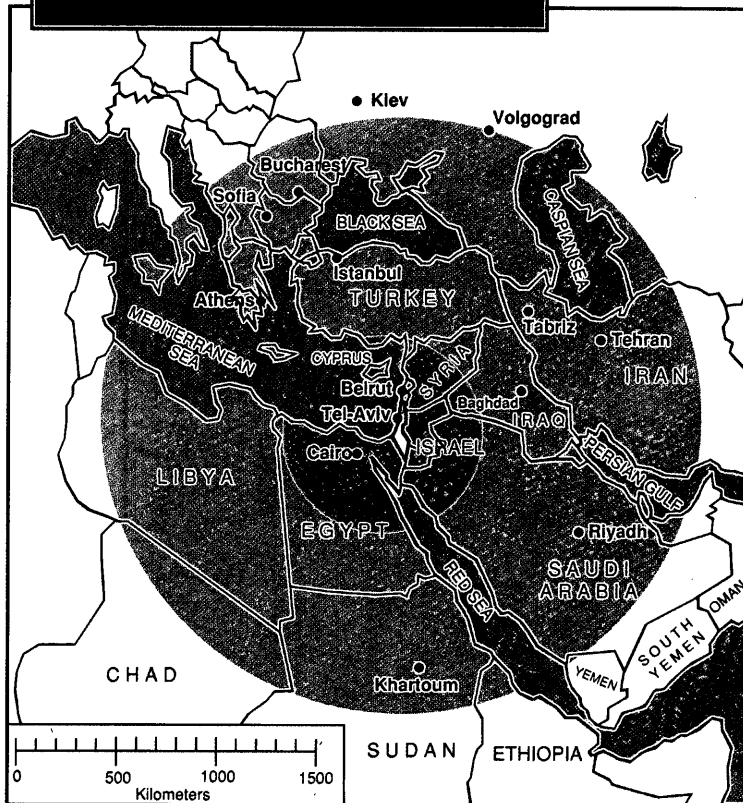 Kiev
Volgograd
Bucharest
Sofia
BLACK SEA
CASPIAN SEA
Istanbul
TURKEY
Athens
Tabriz
Tehran
MEDITERRANEAN
SEA
CYPRUS
SYRIA
IRAN
Beirut
Baghdad
IRAQ
Tel-Aviv
ISRAEL
Cairo
PERSIAN GULF
LIBYA
EGYPT
Riyadh
RED SEA
SAUDI
ARABIA
OMAN
SOUTH
YEMEN
YEMEN
CHAD
Khartoum
SUDAN
ETHIOPIA
0 500 1000 1500
Kilometers